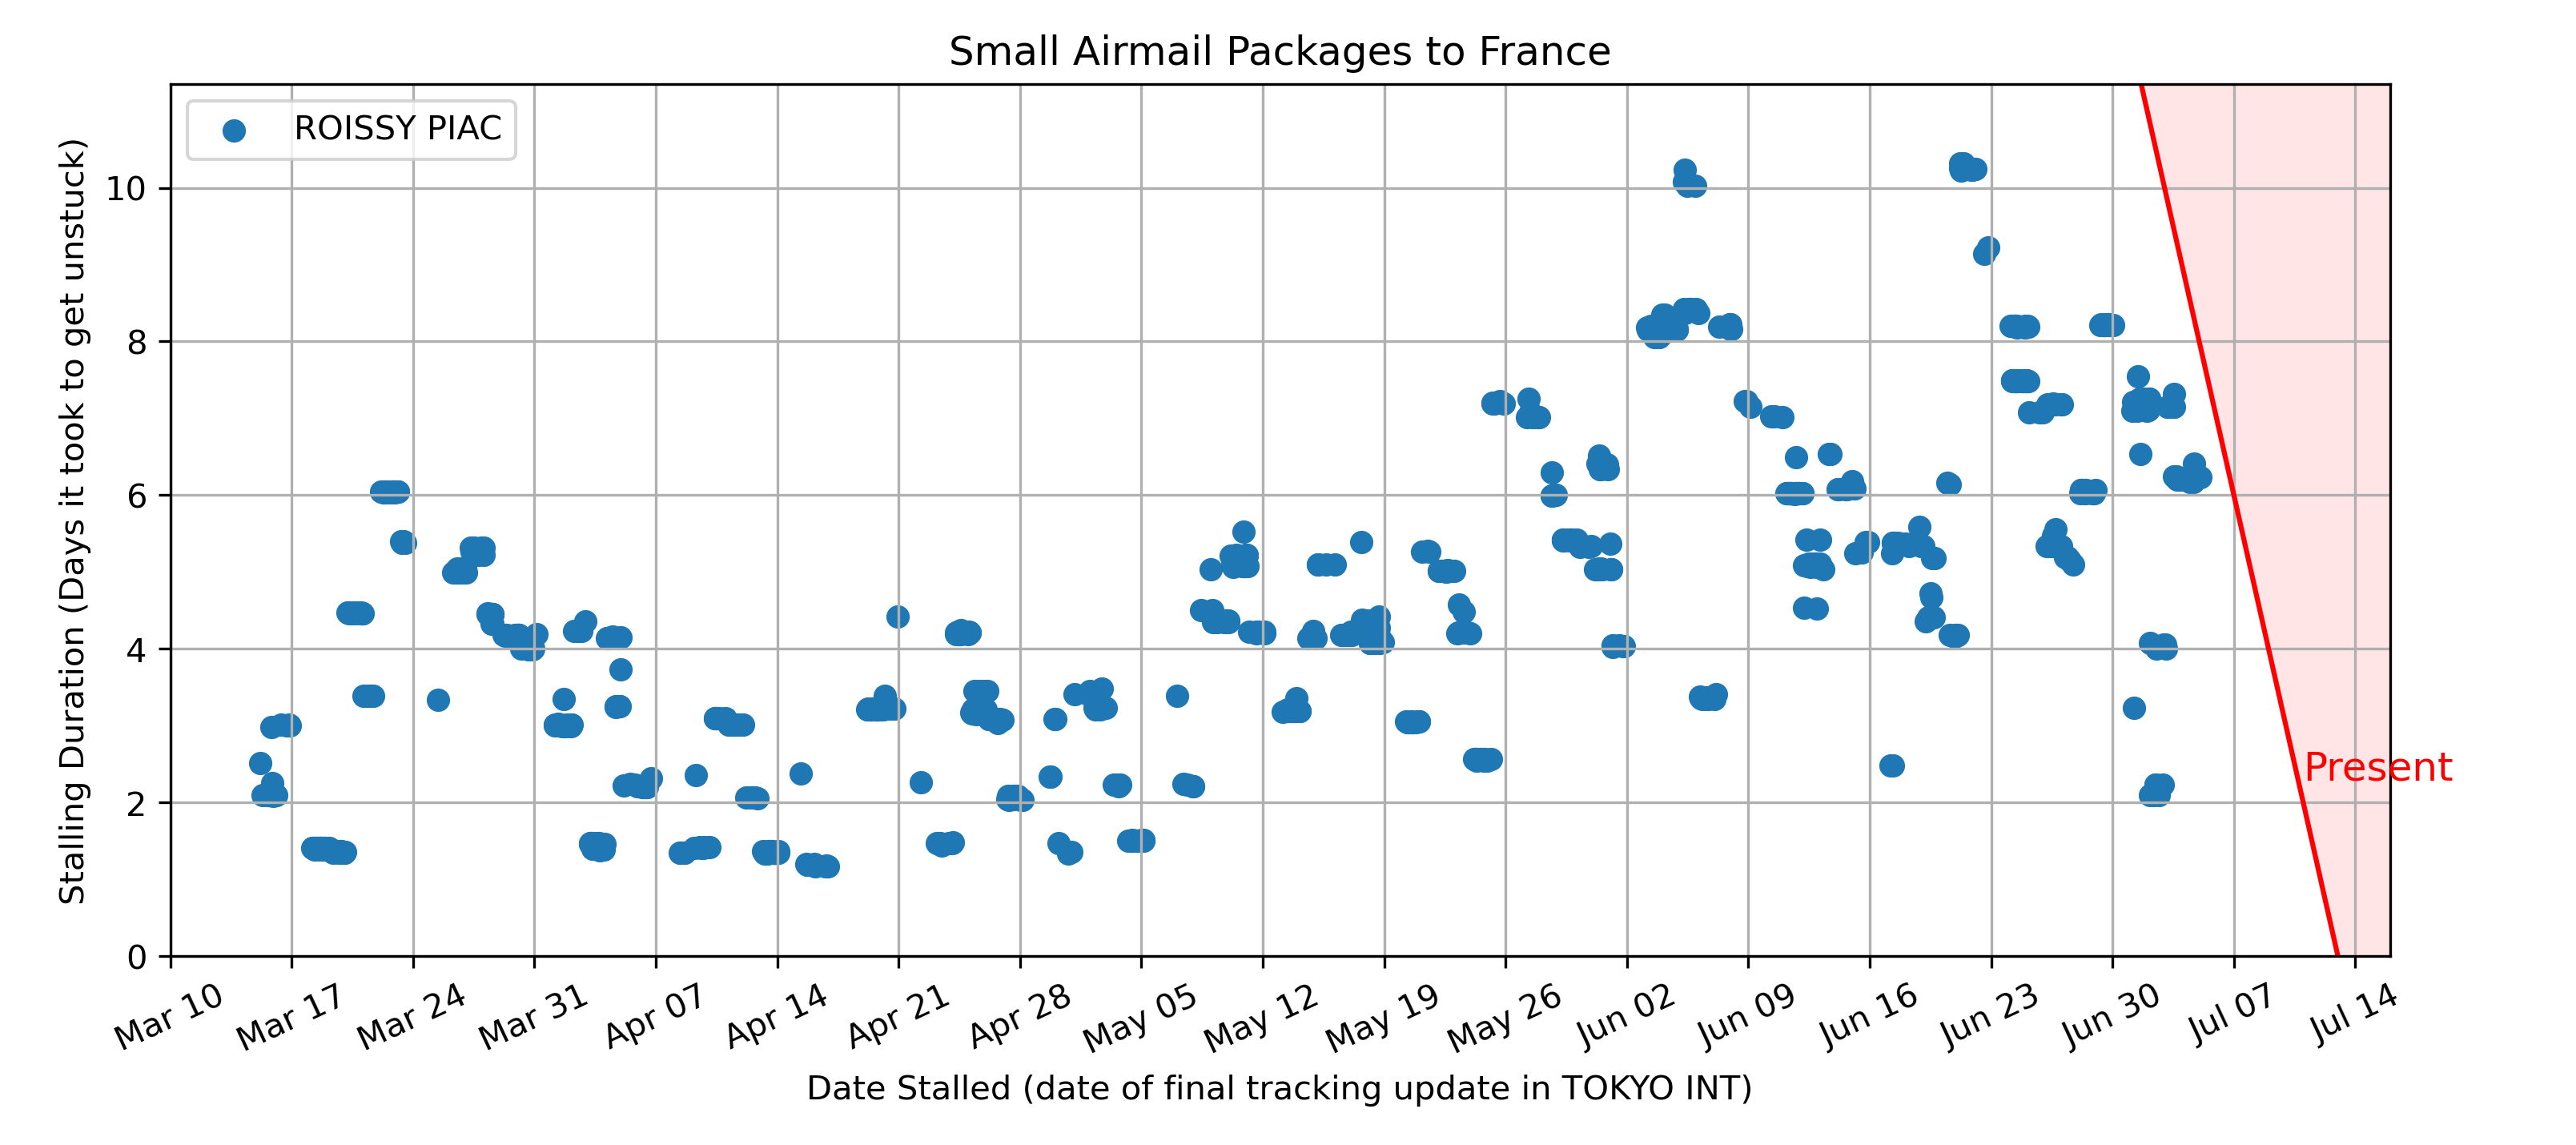 Small Airmail Packages to France
ROISSY PIAC
Stalling Duration (Days it took to get unstuck)
10
8
6
4
2
0
Present
Mar 10
Mar 17
Mar 24
Mar 31
Apr 07
Apr 14
Apr 21
Apr 28
May 05
May 12
May 19
May 26
Jun 02
Jun 09
Jun 16
Jun 23
Jun 30
Jul 07
Jul 14
Date Stalled (date of final tracking update in TOKYO INT)